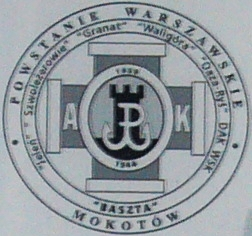 POWSTANIE WARSZAWSKIE
"Jeleń" Szwoleżerowie "Granat" "Waligóra" "Oaza-Ryś" DAK WSK
1939
A P K
W
1944
"BASZTA"
MOKOTÓW